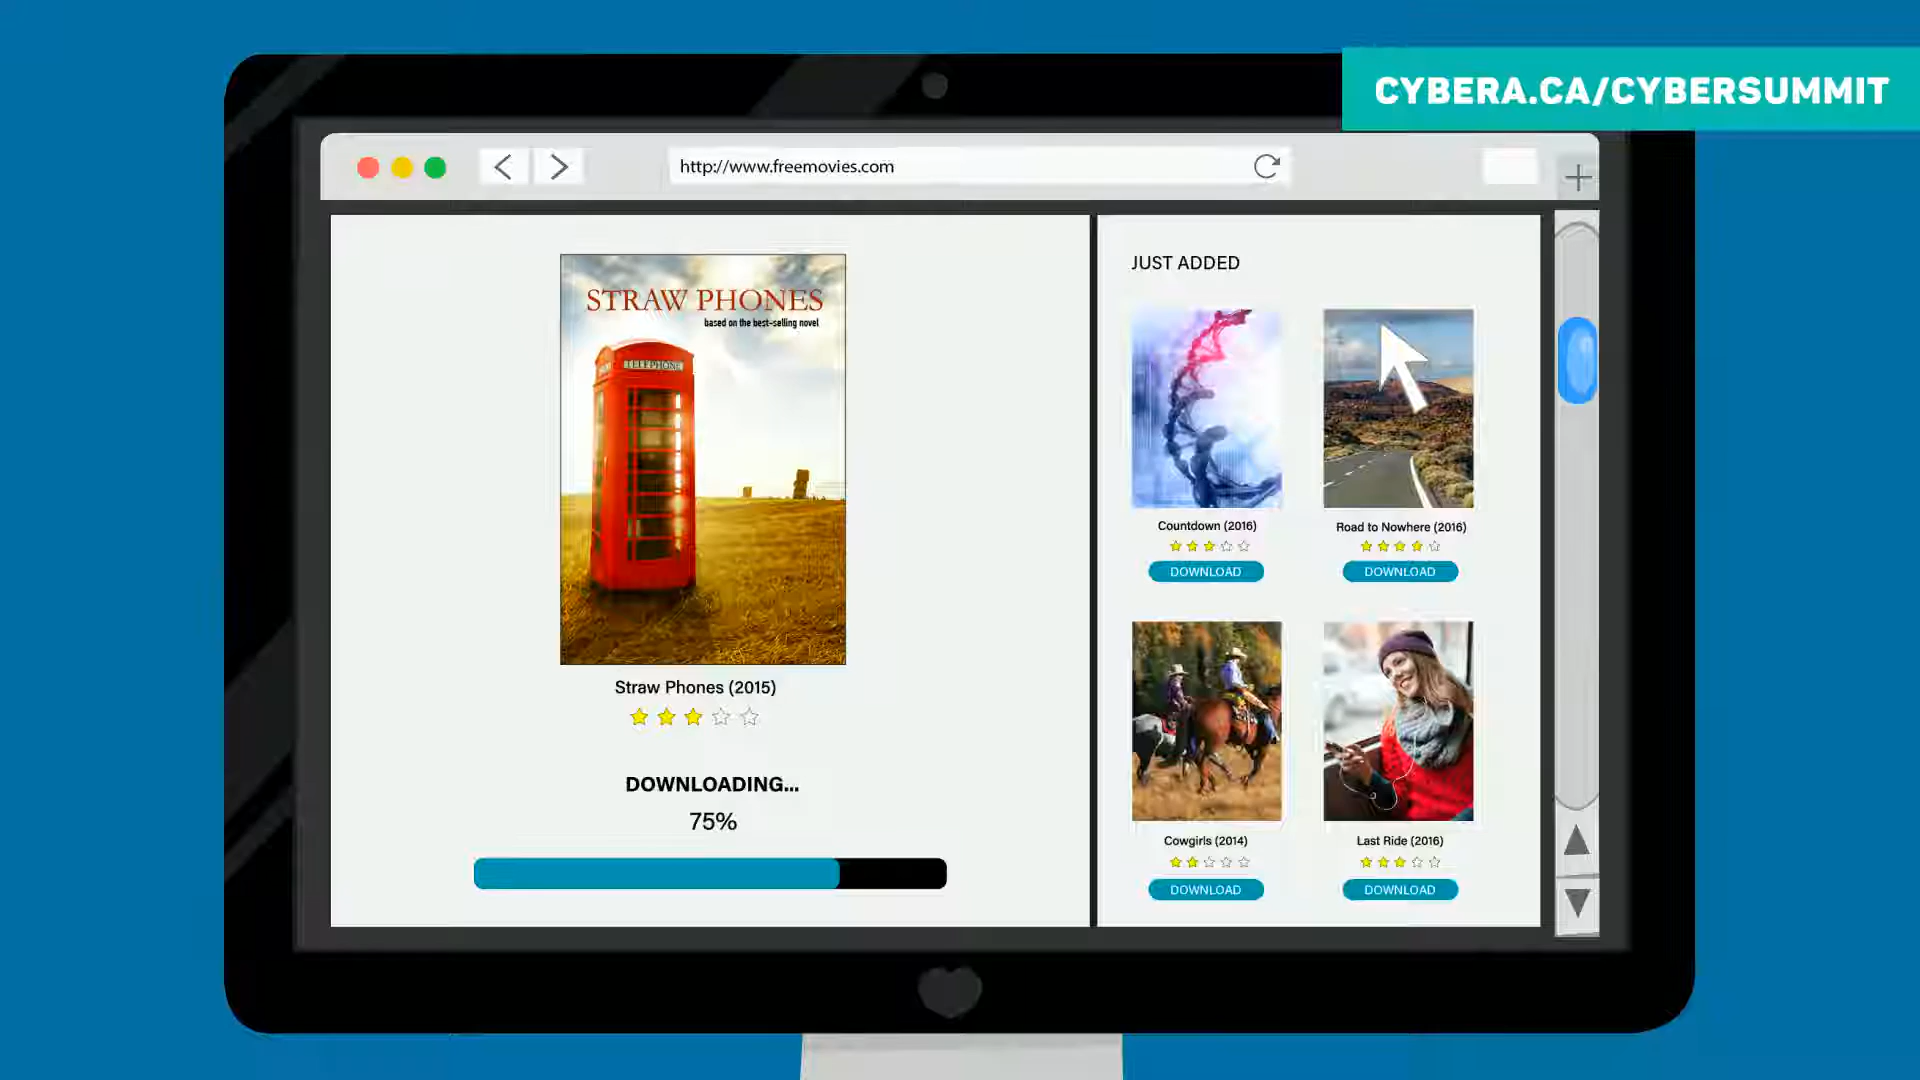 CYBERA.CA/CYBERSUMMIT
http://www.freemovies.com
STRAW PHONES
based on the best-selling novel
TELEPHONE
Straw Phones (2015)
DOWNLOADING...
75%
JUST ADDED
Countdown (2016)
DOWNLOAD
Road to Nowhere (2016)
DOWNLOAD
Cowgirls (2014)
DOWNLOAD
Last Ride (2016)
DOWNLOAD